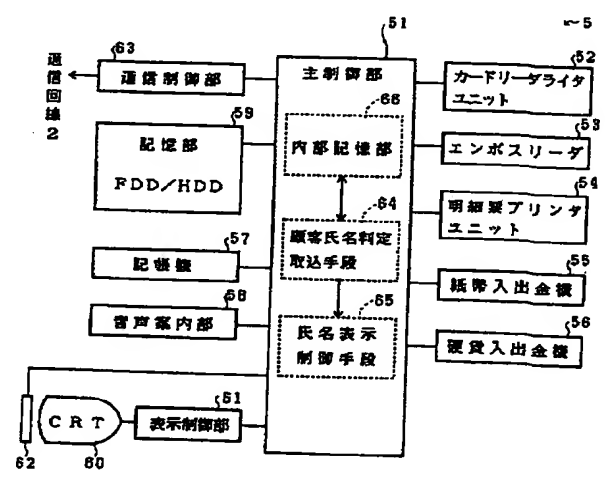 ～5
51
63
通信回線2
通信制御部
主制御部
52
カードリーダライタ
ユニット
66
内部記憶部
59
記憶部
FDD/HDD
53
エンボスリーダ
54
明細票プリンタ
ユニット
64
顧客氏名判定
取込手段
57
記帳機
55
紙幣入出金機
58
音声案内部
65
氏名表示
制御手段
56
硬貨入出金機
61
CRT
表示制御部
62
60